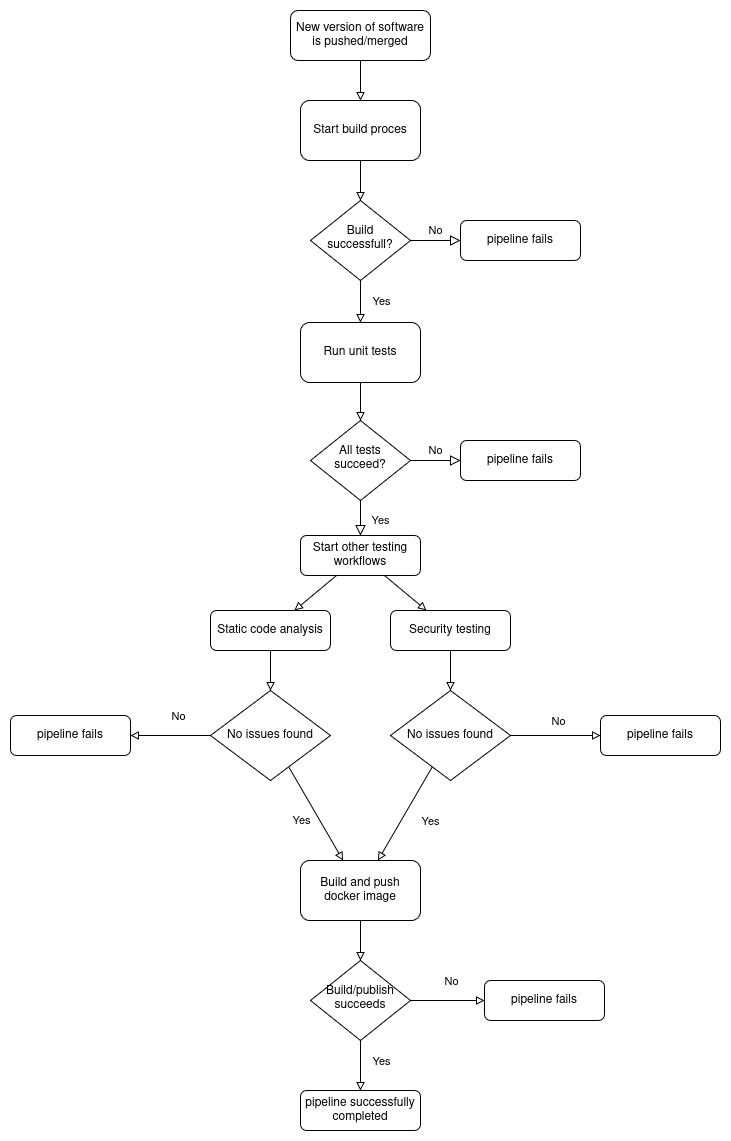 New version of software
is pushed/merged
Start build proces
Build
successfull?
No
pipeline fails
Yes
Run unit tests
All tests
succeed?
No
pipeline fails
Yes
Start other testing
workflows
Static code analysis
Security testing
No issues found
No
pipeline fails
No issues found
No
pipeline fails
Yes
Yes
Build and push
docker image
Build/publish
succeeds
No
pipeline fails
Yes
pipeline successfully
completed